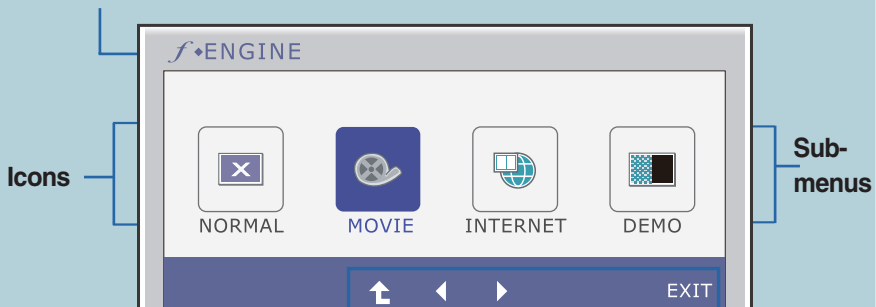 f ENGINE
Icons
Sub-
menus
NORMAL MOVIE INTERNET DEMO
EXIT